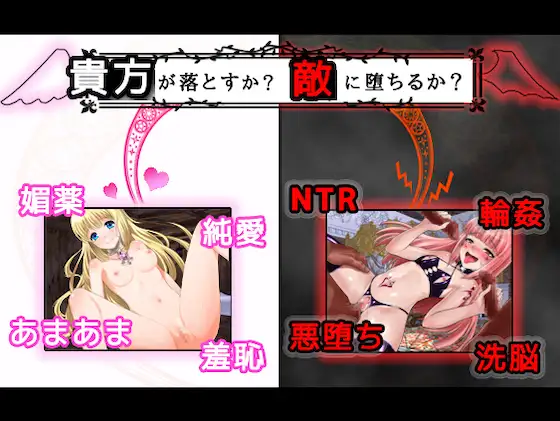 貴方が落とすか？ 敵に堕ちるか？
媚薬
純愛
あまあま
羞恥
NTR
輪姦
悪堕ち
洗脳